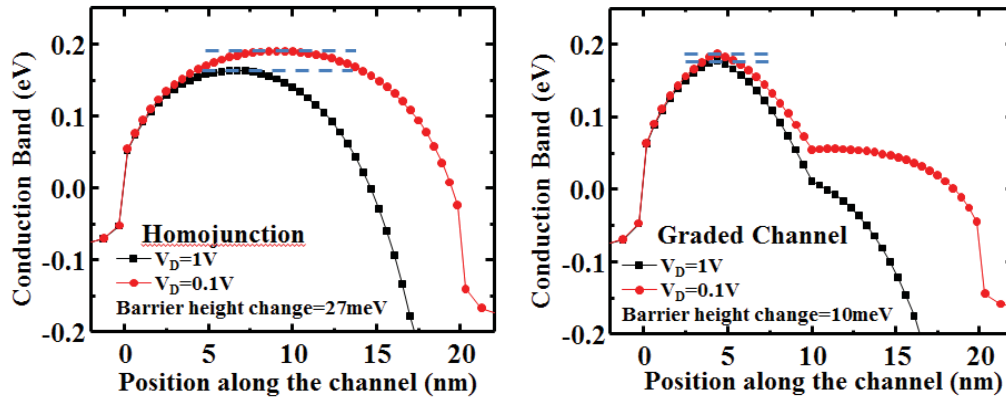 Conduction Band (eV)
0.2
0.1
0.0
-0.1
-0.2
Homojunction
V_D=1V
V_D=0.1V
Barrier height change=27meV
0 5 10 15 20
Position along the channel (nm)
Conduction Band (eV)
0.2
0.1
0.0
-0.1
-0.2
Graded Channel
V_D=1V
V_D=0.1V
Barrier height change=10meV
0 5 10 15 20
Position along the channel (nm)